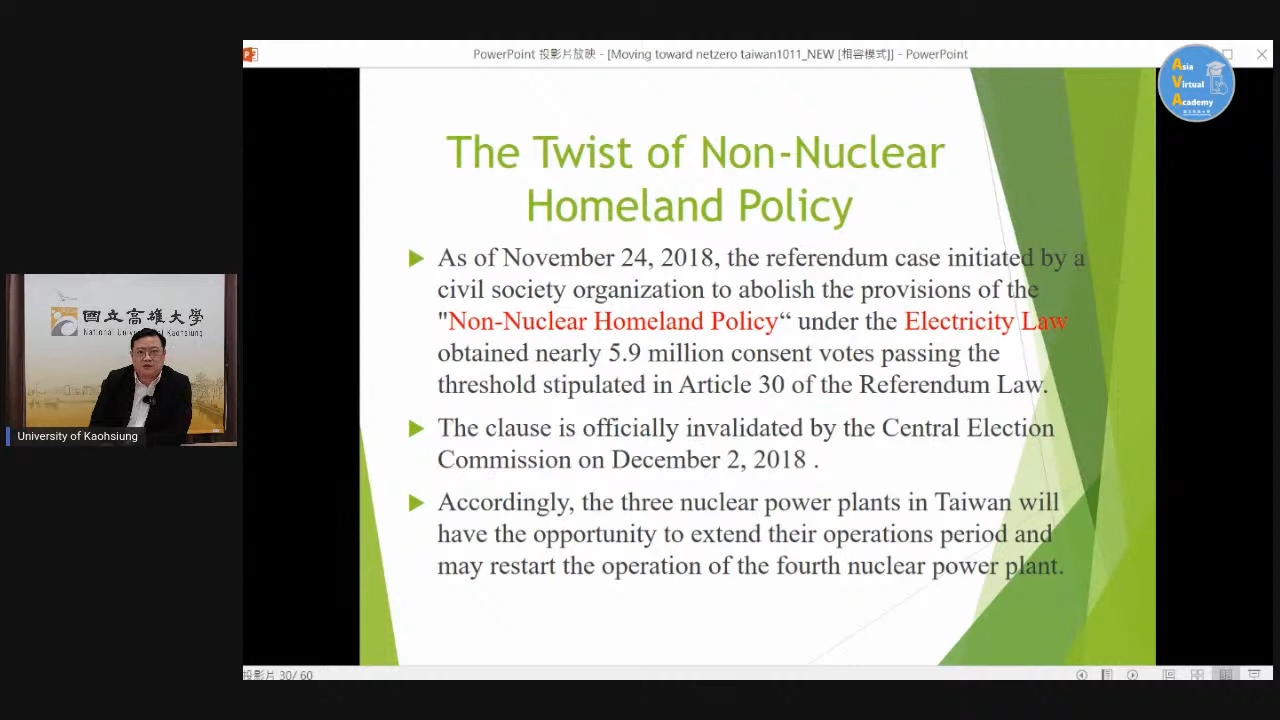 PowerPoint 投影片放映 - [Moving toward netzero taiwan1011_NEW [相容模式]] - PowerPoint
Asia
Virtual
Academy
The Twist of Non-Nuclear
Homeland Policy
As of November 24, 2018, the referendum case initiated by a
civil society organization to abolish the provisions of the
"Non-Nuclear Homeland Policy“ under the Electricity Law
obtained nearly 5.9 million consent votes passing the
threshold stipulated in Article 30 of the Referendum Law.
The clause is officially invalidated by the Central Election
Commission on December 2, 2018 .
Accordingly, the three nuclear power plants in Taiwan will
have the opportunity to extend their operations period and
may restart the operation of the fourth nuclear power plant.
國立高雄大學
National University of Kaohsiung
University of Kaohsiung
投影片 30/ 60